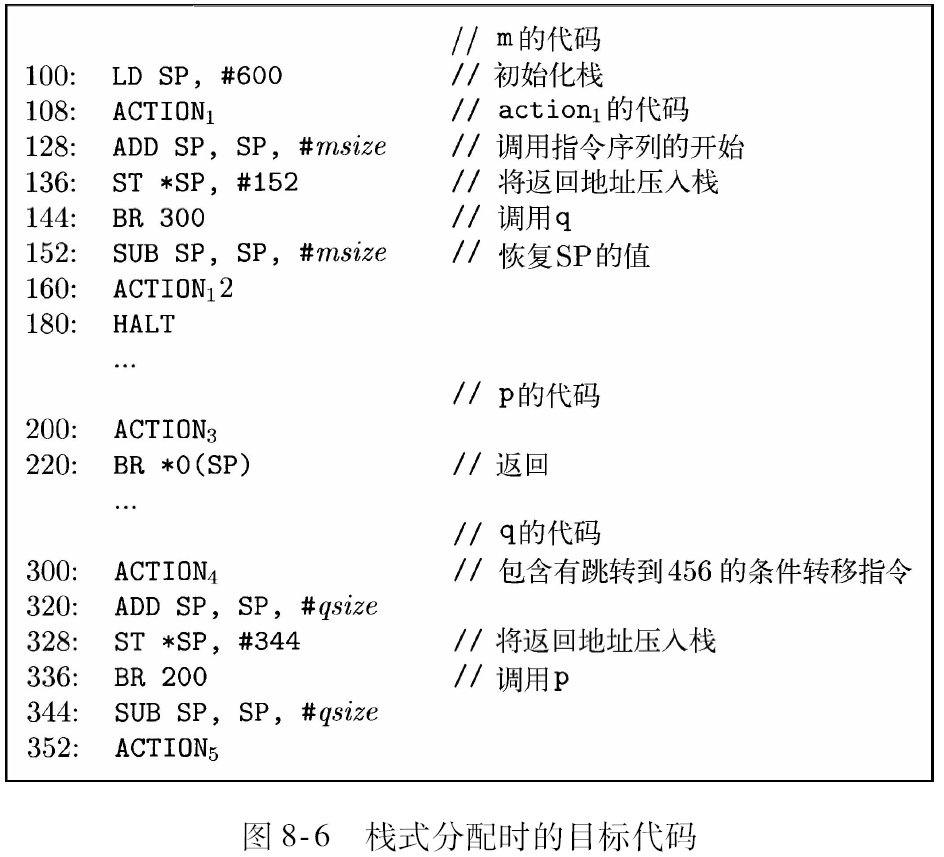 // m的代码
100: LD SP, #600 // 初始化栈
108: ACTION₁ // action₁的代码
128: ADD SP, SP, #msize // 调用指令序列的开始
136: ST *SP, #152 // 将返回地址压入栈
144: BR 300 // 调用q
152: SUB SP, SP, #msize // 恢复SP的值
160: ACTION₁2
180: HALT
...
// p的代码
200: ACTION₃
220: BR *0(SP) // 返回
...
// q的代码
300: ACTION₄ // 包含有跳转到456的条件转移指令
320: ADD SP, SP, #qsize
328: ST *SP, #344 // 将返回地址压入栈
336: BR 200 // 调用p
344: SUB SP, SP, #qsize
352: ACTION₅
图 8-6 栈式分配时的目标代码